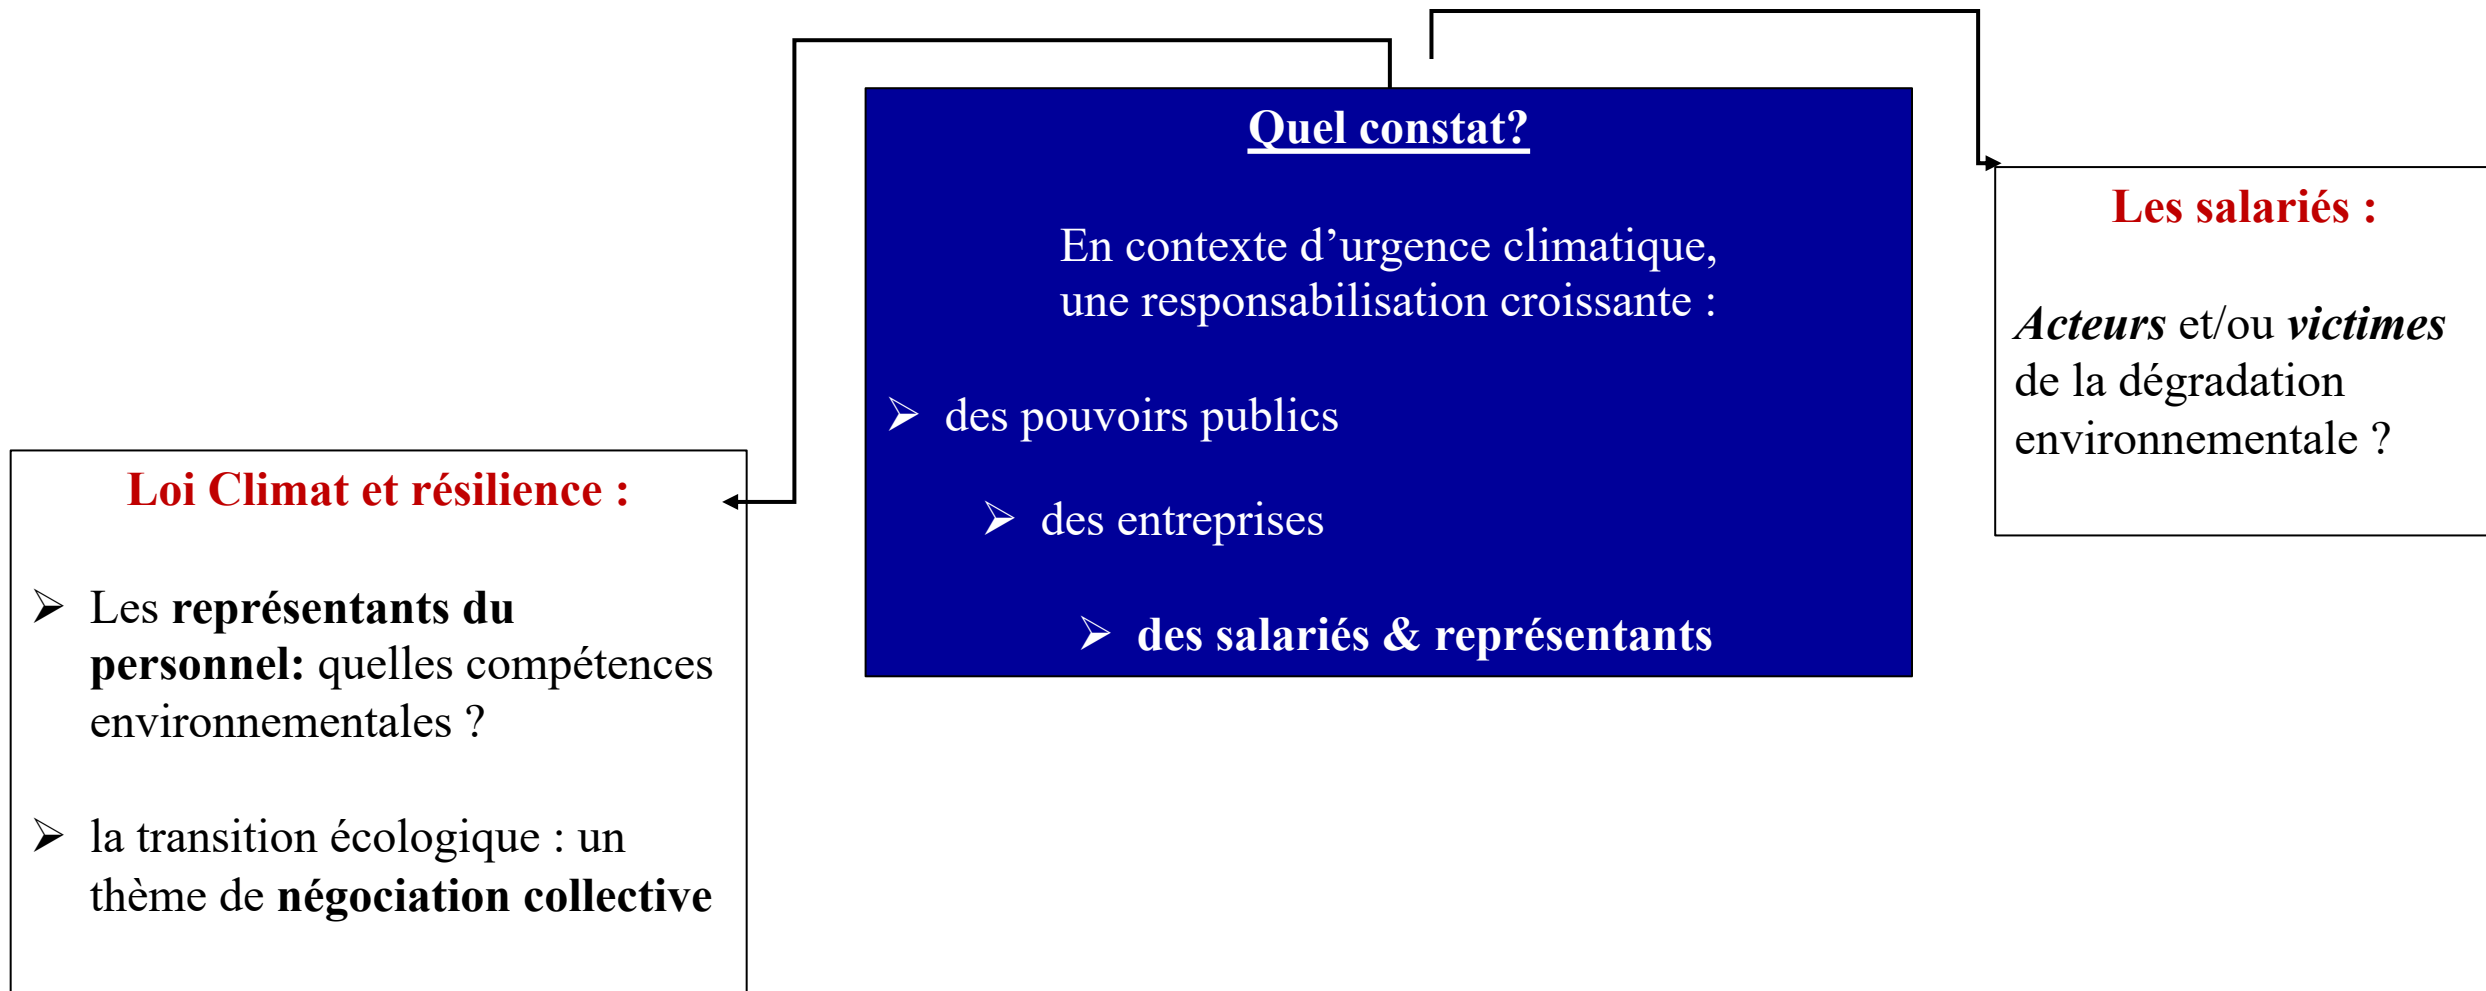 Quel constat?
En contexte d’urgence climatique,
une responsabilisation croissante :
➢ des pouvoirs publics
➢ des entreprises
➢ des salariés & représentants
Loi Climat et résilience :
➢ Les représentants du
personnel: quelles compétences
environnementales ?
➢ la transition écologique : un
thème de négociation collective
Les salariés :
Acteurs et/ou victimes
de la dégradation
environnementale ?